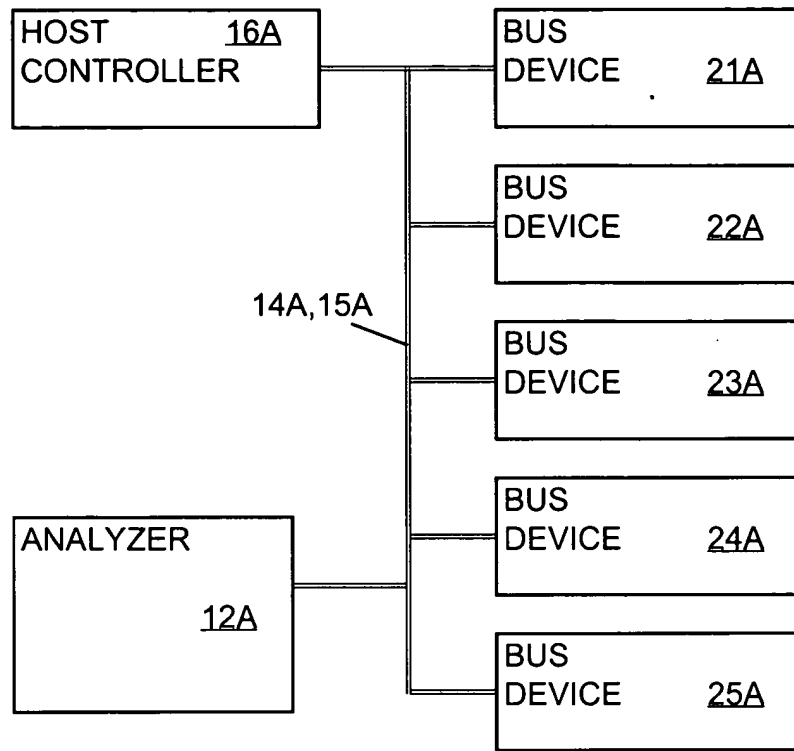 HOST 16A
CONTROLLER
BUS
DEVICE 21A
BUS
DEVICE 22A
14A,15A
BUS
DEVICE 23A
ANALYZER
12A
BUS
DEVICE 24A
BUS
DEVICE 25A